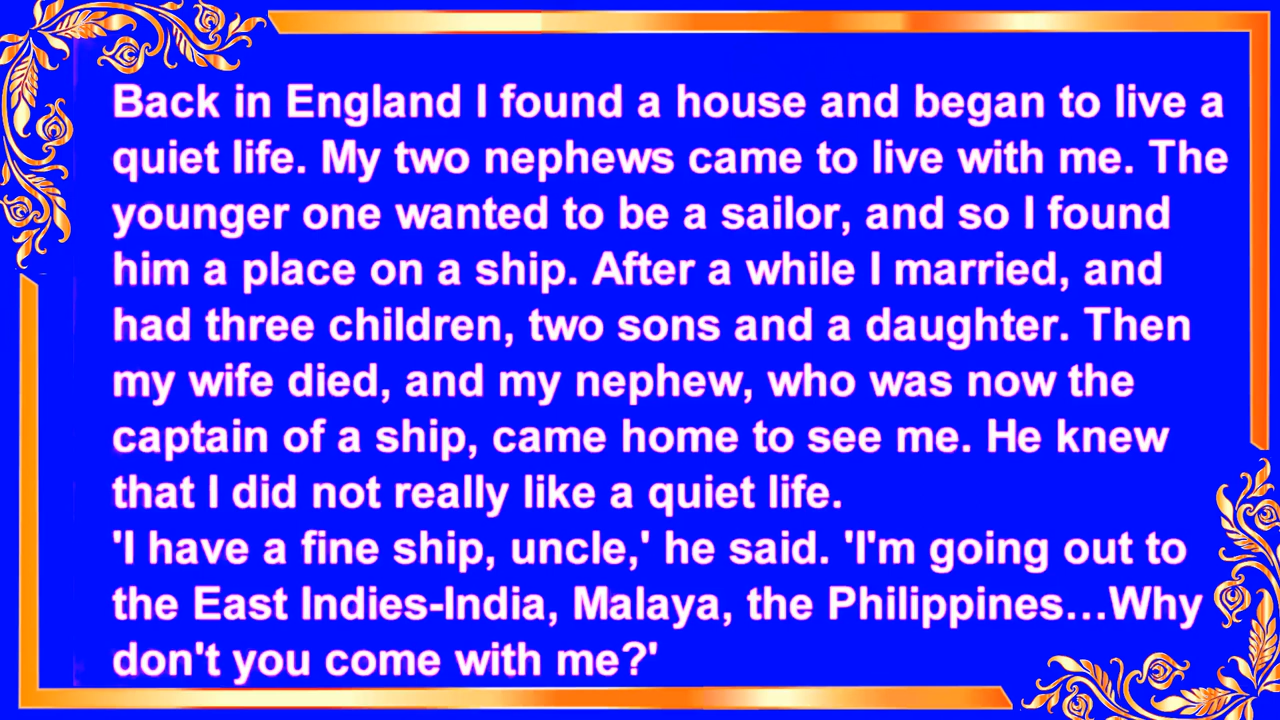 Back in England I found a house and began to live a
quiet life. My two nephews came to live with me. The
younger one wanted to be a sailor, and so I found
him a place on a ship. After a while I married, and
had three children, two sons and a daughter. Then
my wife died, and my nephew, who was now the
captain of a ship, came home to see me. He knew
that I did not really like a quiet life.
'I have a fine ship, uncle,' he said. 'I'm going out to
the East Indies-India, Malaya, the Philippines...Why
don't you come with me?'